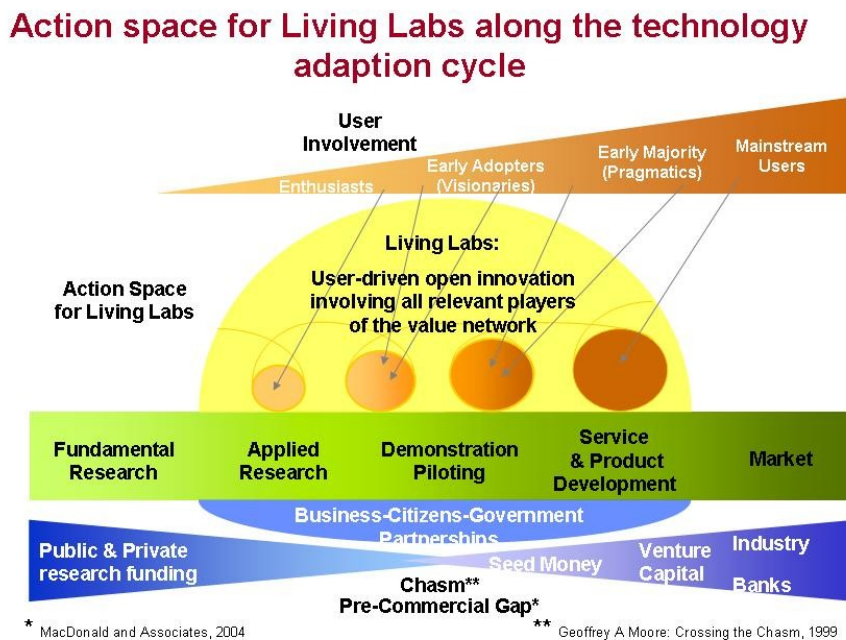 Action space for Living Labs along the technology
adaption cycle
User
Involvement
Enthusiasts
Early Adopters
(Visionaries)
Early Majority
(Pragmatics)
Mainstream
Users
Living Labs:
User-driven open innovation
involving all relevant players
of the value network
Action Space
for Living Labs
Fundamental
Research
Applied
Research
Demonstration
Piloting
Service
& Product
Development
Market
Business-Citizens-Government
Partnerships
Public & Private
research funding
Seed Money
Venture
Capital
Industry
Banks
Chasm**
Pre-Commercial Gap*
* MacDonald and Associates, 2004
** Geoffrey A Moore: Crossing the Chasm, 1999